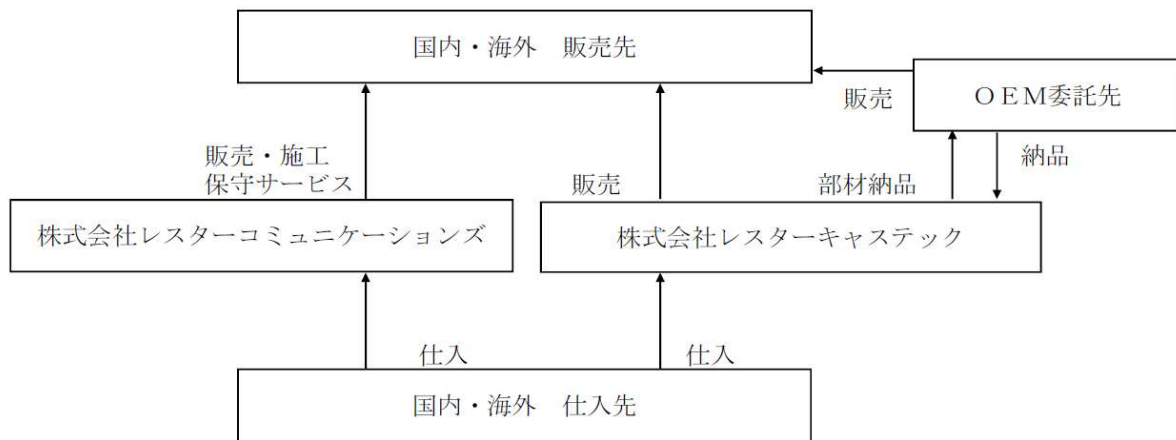 国内・海外　販売先
販売
ＯＥＭ委託先
販売・施工
保守サービス
販売
部材納品
納品
株式会社レスターコミュニケーションズ
株式会社レスターキャステック
仕入
仕入
国内・海外　仕入先